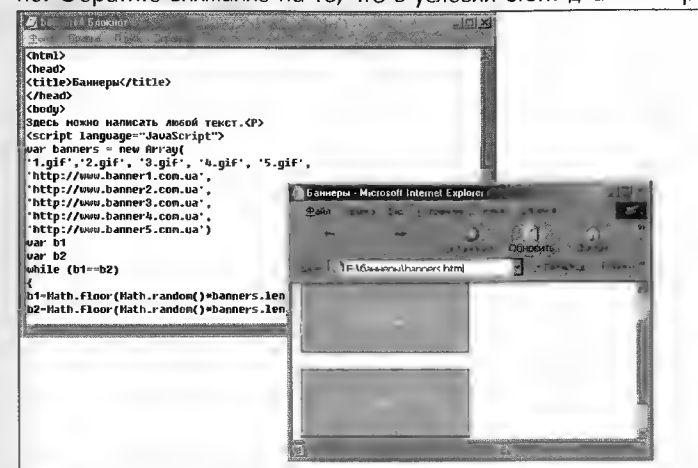 но. Обратите внимание на то, что в условии стоит
Блокнот
<html>
<head>
<title>Баннеры</title>
</head>
<body>
Здесь можно написать любой текст.<P>
<script language="JavaScript">
var banners = new Array(
'1.gif','2.gif', '3.gif', '4.gif', '5.gif',
'http://www.banner1.com.ua',
'http://www.banner2.com.ua',
'http://www.banner3.com.ua',
'http://www.banner4.com.ua',
'http://www.banner5.com.ua')
var b1
var b2
while (b1==b2)
{
b1=Math.floor(Math.random()*banners.len
b2=Math.floor(Math.random()*banners.len
Баннеры - Microsoft Internet Explorer
Файл
Обновить
E:\баннеры\banners.html